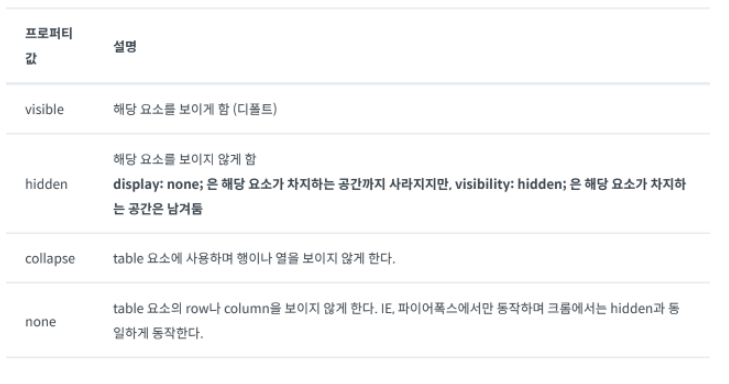 프로퍼티
값
설명
visible
해당 요소를 보이게 함 (디폴트)
hidden
해당 요소를 보이지 않게 함
display: none; 은 해당 요소가 차지하는 공간까지 사라지지만, visibility: hidden; 은 해당 요소가 차지하
는 공간은 남겨둠
collapse
table 요소에 사용하며 행이나 열을 보이지 않게 한다.
none
table 요소의 row나 column을 보이지 않게 한다. IE, 파이어폭스에서만 동작하며 크롬에서는 hidden과 동
일하게 동작한다.